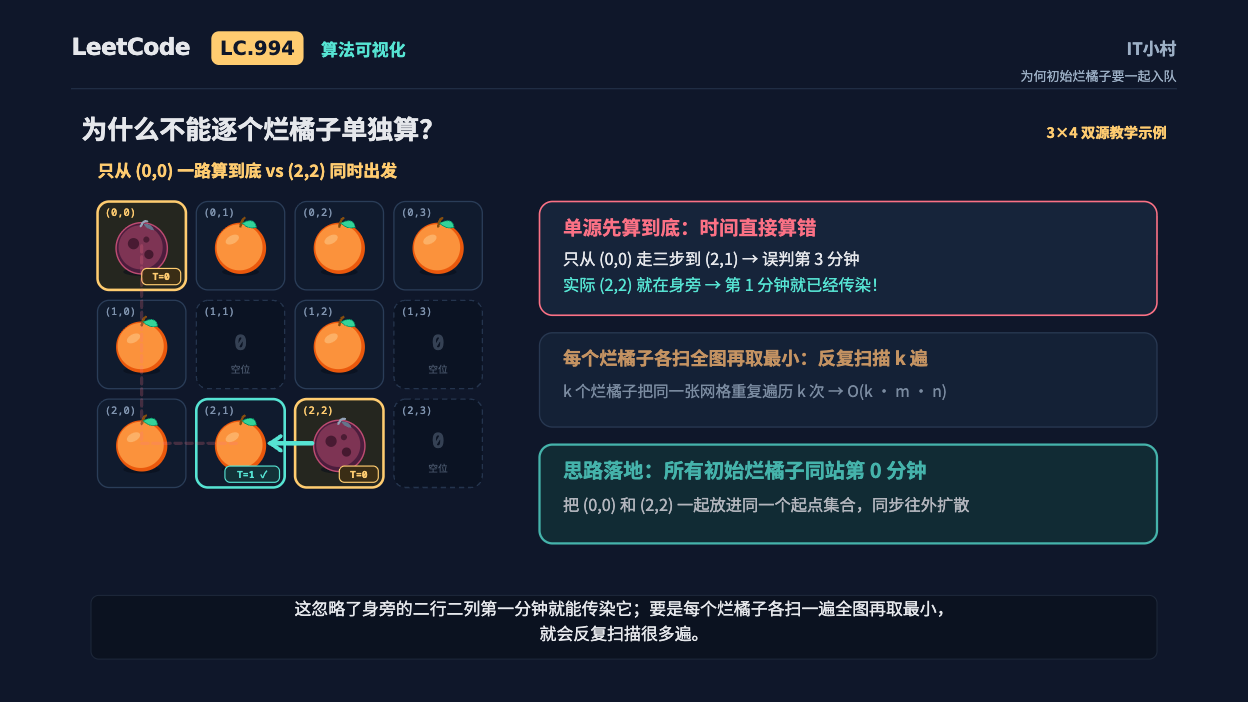 LeetCode LC.994 算法可视化
IT小村
为何初始烂橘子要一起入队
为什么不能逐个烂橘子单独算？
3×4 双源教学示例
只从 (0,0) 一路算到底 vs (2,2) 同时出发
(0,0) (0,1) (0,2) (0,3)
T=0
(1,0) (1,1) (1,2) (1,3)
0 0
空位 空位
(2,0) (2,1) (2,2) (2,3)
0
T=1 ✓ T=0 空位
单源先算到底：时间直接算错
只从 (0,0) 走三步到 (2,1) → 误判第 3 分钟
实际 (2,2) 就在身旁 → 第 1 分钟就已经传染！
每个烂橘子各扫全图再取最小：反复扫描 k 遍
k 个烂橘子把同一张网格重复遍历 k 次 → O(k · m · n)
思路落地：所有初始烂橘子同站第 0 分钟
把 (0,0) 和 (2,2) 一起放进同一个起点集合，同步往外扩散
这忽略了身旁的二行二列第一分钟就能传染它；要是每个烂橘子各扫一遍全图再取最小，
就会反复扫描很多遍。